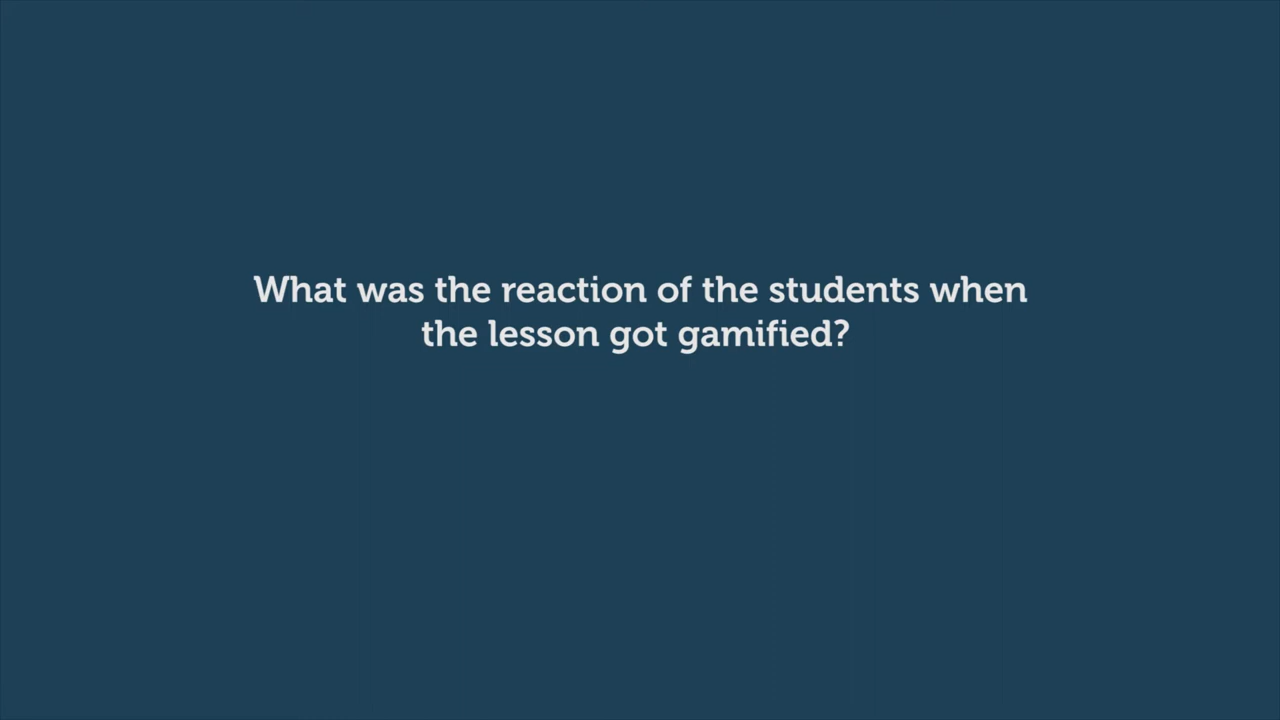 What was the reaction of the students when
the lesson got gamified?